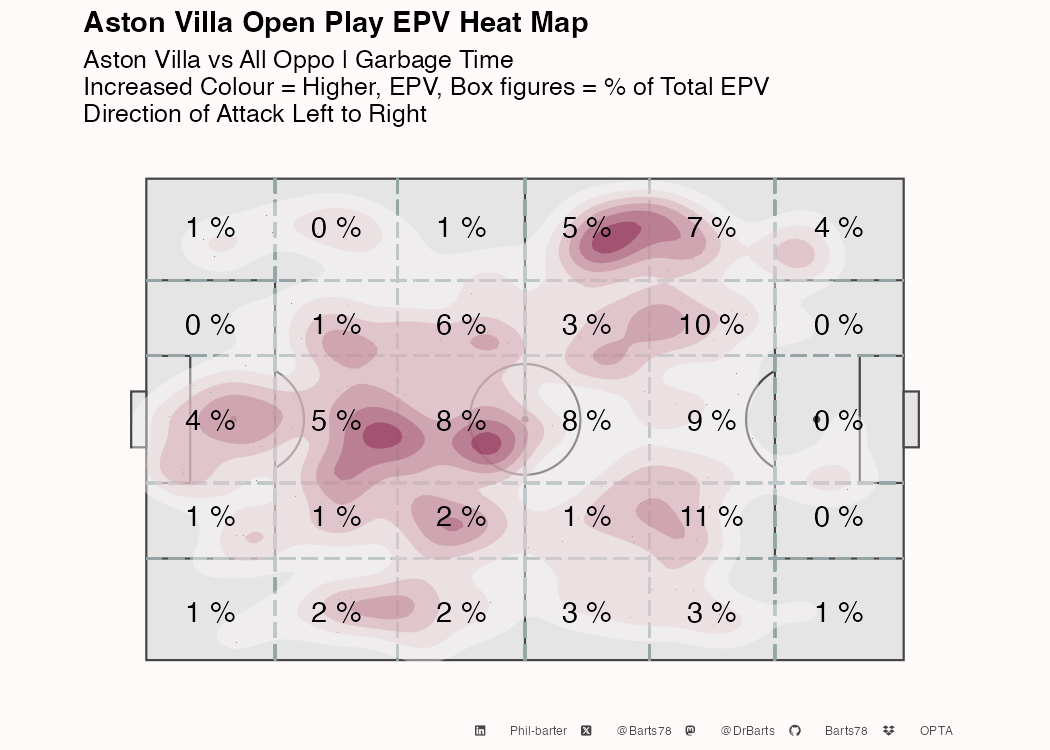 Aston Villa Open Play EPV Heat Map
Aston Villa vs All Oppo | Garbage Time
Increased Colour = Higher, EPV, Box figures = % of Total EPV
Direction of Attack Left to Right
1 % 0 % 1 % 5 % 7 % 4 %
0 % 1 % 6 % 3 % 10 % 0 %
4 % 5 % 8 % 8 % 9 % 0 %
1 % 1 % 2 % 1 % 11 % 0 %
1 % 2 % 2 % 3 % 3 % 1 %
Phil-barter @Barts78 @DrBarts Barts78 OPTA